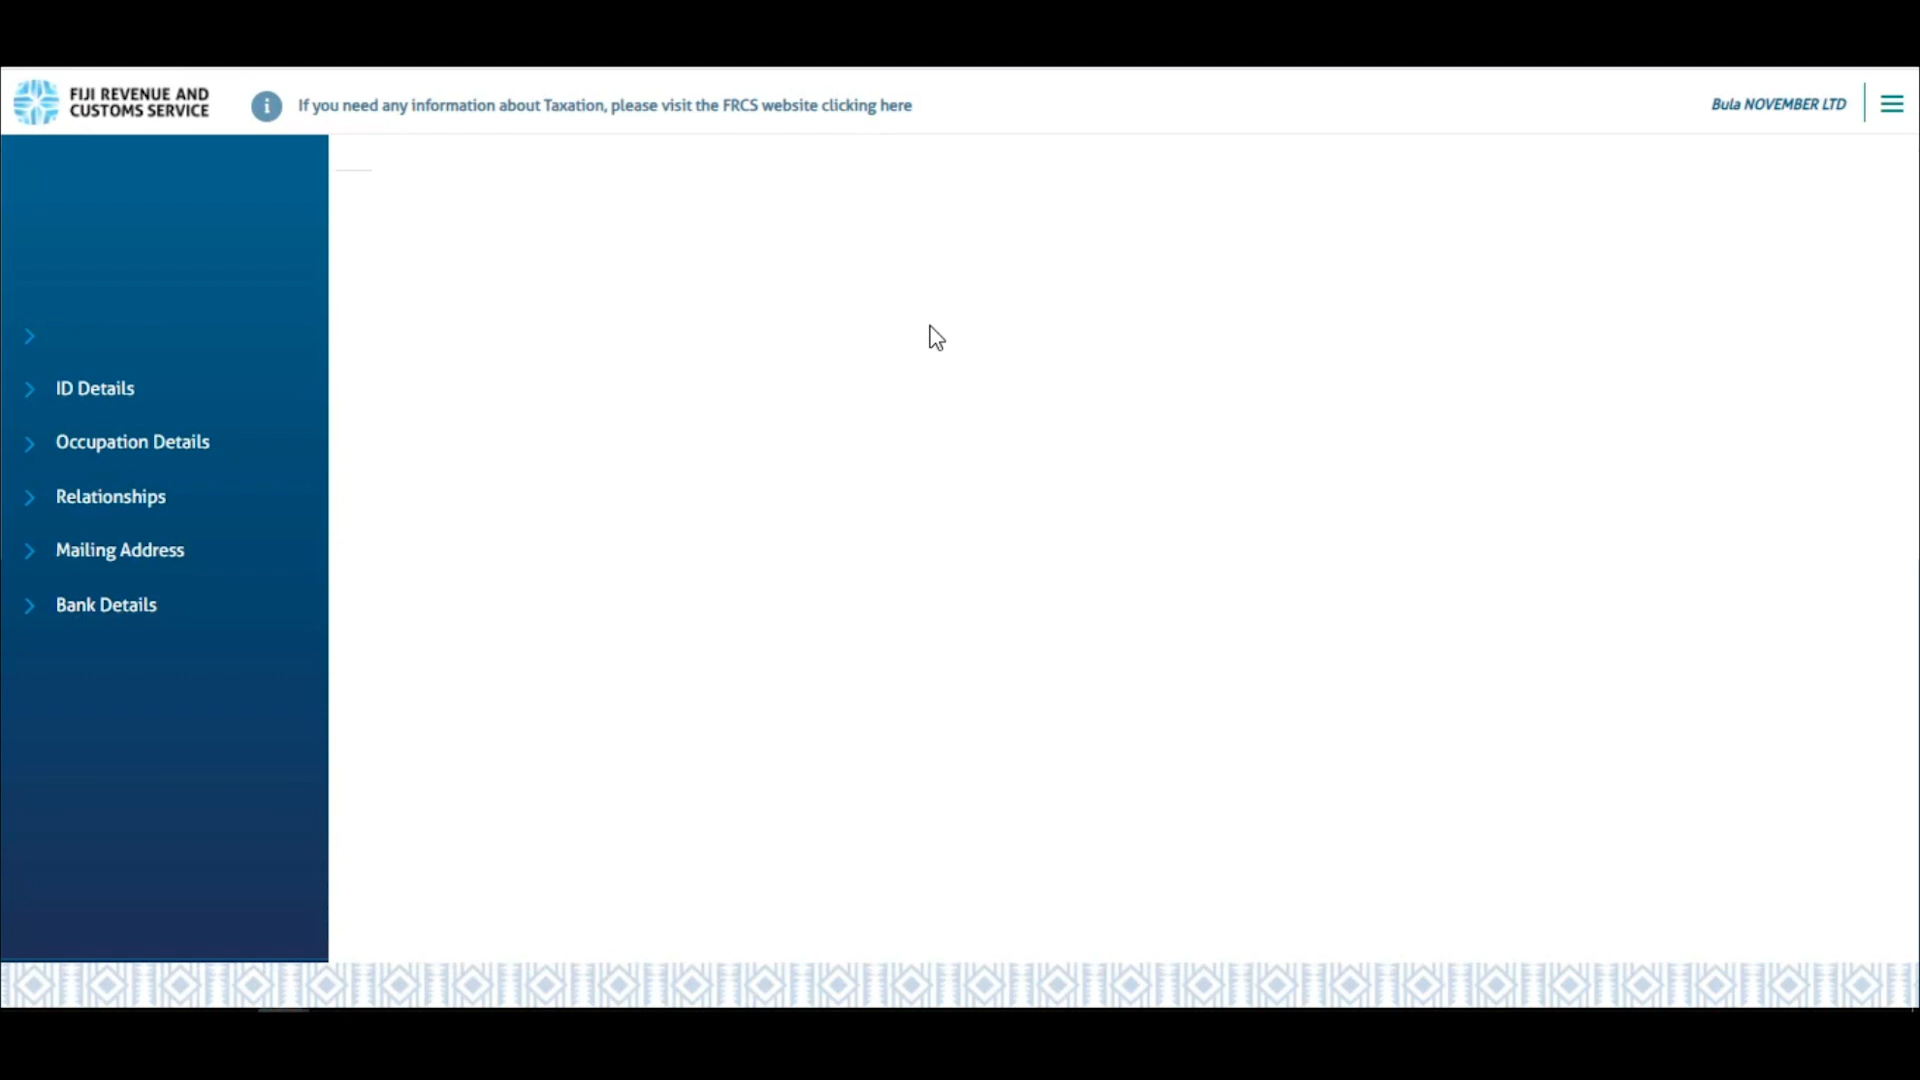 FIJI REVENUE AND
CUSTOMS SERVICE
i
If you need any information about Taxation, please visit the FRCS website clicking here
Bula NOVEMBER LTD
ID Details
Occupation Details
Relationships
Mailing Address
Bank Details